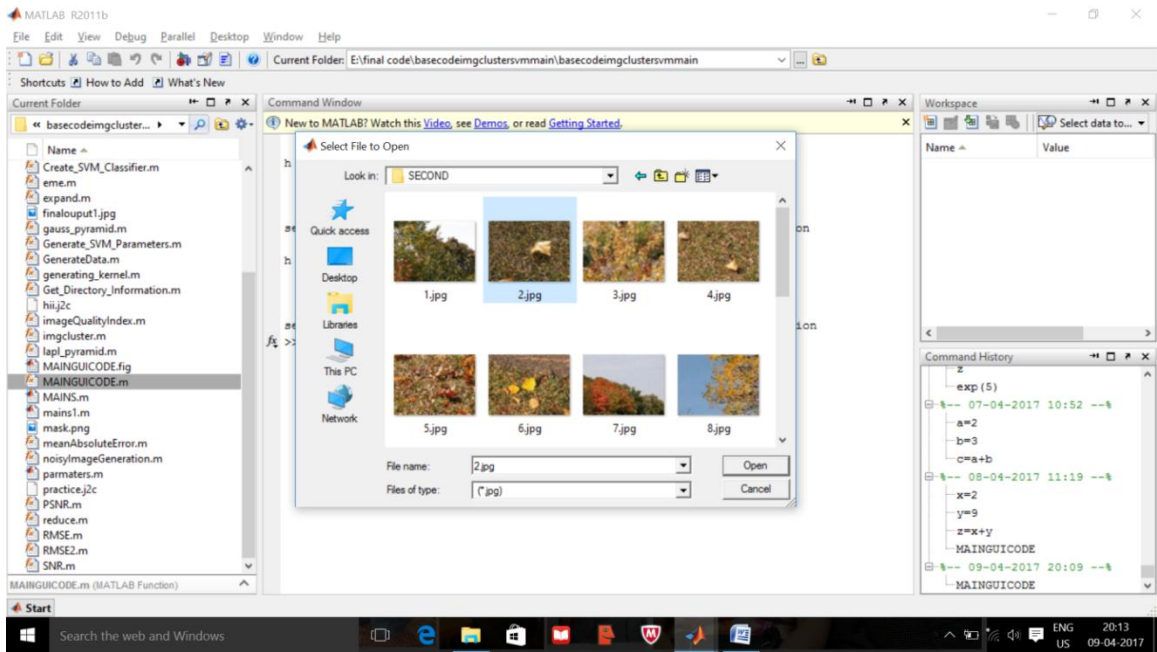 MATLAB R2011b
File Edit View Debug Parallel Desktop Window Help
Current Folder: E:\final code\basecodeimgclustersvmmain\basecodeimgclustersvmmain
Shortcuts How to Add What's New
Current Folder
« basecodeimgcluster...
Name
Create_SVM_Classifier.m
eme.m
expand.m
finalouput1.jpg
gauss_pyramid.m
Generate_SVM_Parameters.m
GenerateData.m
generating_kernel.m
Get_Directory_Information.m
hii.j2c
imageQualityIndex.m
imgcluster.m
lapl_pyramid.m
MAINGUICODE.fig
MAINGUICODE.m
MAINS.m
mains1.m
mask.png
meanAbsoluteError.m
noisyImageGeneration.m
parmaters.m
practice.j2c
PSNR.m
reduce.m
RMSE.m
RMSE2.m
SNR.m
MAINGUICODE.m (MATLAB Function)
Command Window
New to MATLAB? Watch this Video, see Demos, or read Getting Started.
h
se on
h
se ion
fx >>
Select File to Open
Look in: SECOND
Quick access
Desktop
Libraries
This PC
Network
1.jpg 2.jpg 3.jpg 4.jpg
5.jpg 6.jpg 7.jpg 8.jpg
File name: 2.jpg Open
Files of type: (*.jpg) Cancel
Workspace
Select data to...
Name Value
Command History
z
exp(5)
%-- 07-04-2017 10:52 --%
a=2
b=3
c=a+b
%-- 08-04-2017 11:19 --%
x=2
y=9
z=x+y
MAINGUICODE
%-- 09-04-2017 20:09 --%
MAINGUICODE
Start
Search the web and Windows
ENG 20:13
US 09-04-2017